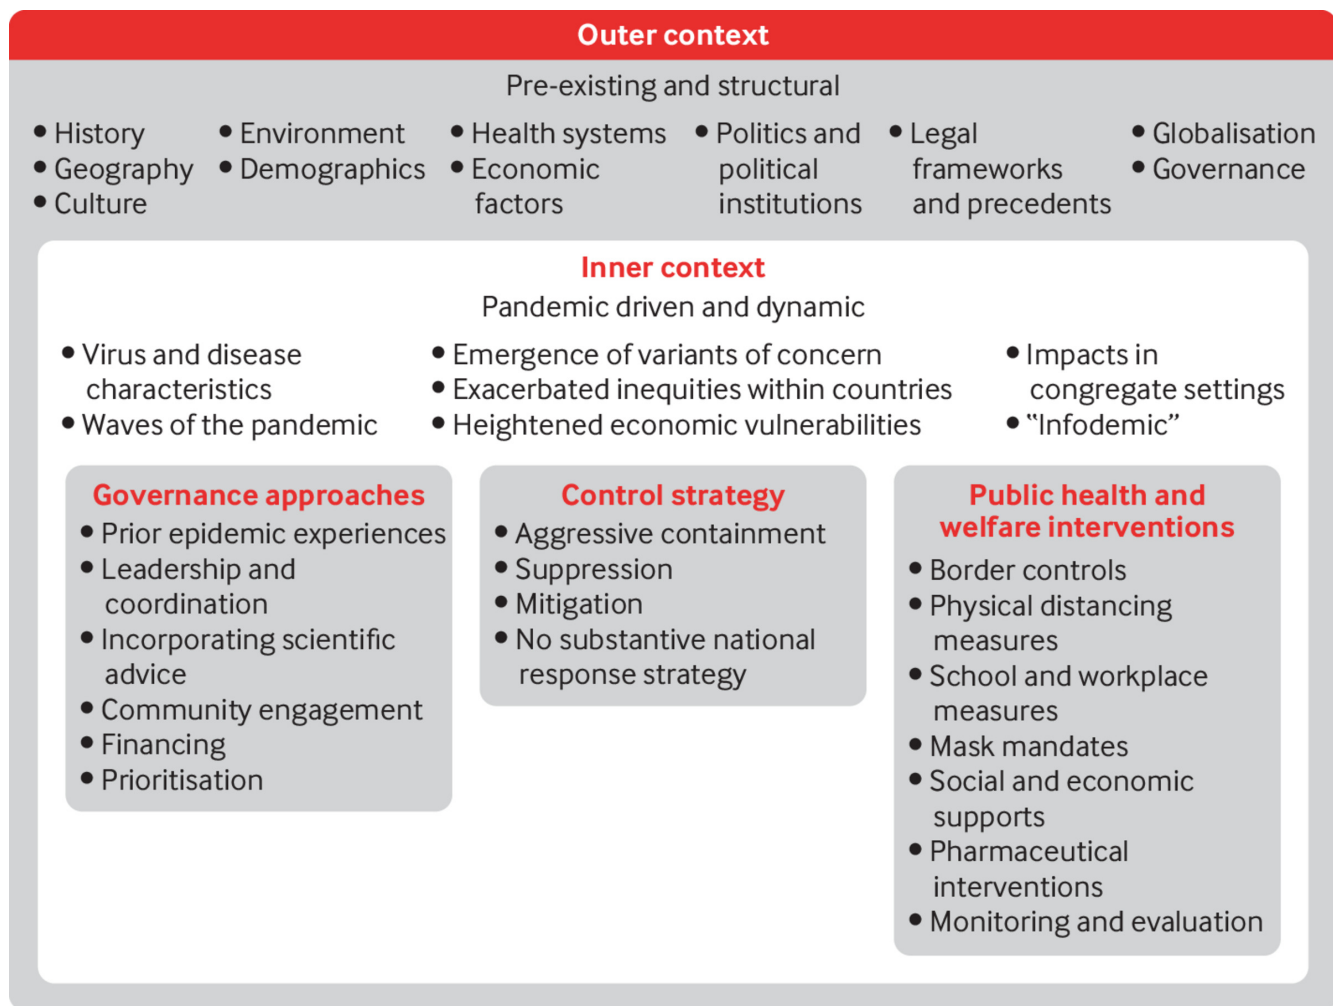 Outer context
Pre-existing and structural
• History
• Geography
• Culture
• Environment
• Demographics
• Health systems
• Economic
factors
• Politics and
political
institutions
• Legal
frameworks
and precedents
• Globalisation
• Governance
Inner context
Pandemic driven and dynamic
• Virus and disease
characteristics
• Waves of the pandemic
• Emergence of variants of concern
• Exacerbated inequities within countries
• Heightened economic vulnerabilities
• Impacts in
congregate settings
• “Infodemic”
Governance approaches
• Prior epidemic experiences
• Leadership and
coordination
• Incorporating scientific
advice
• Community engagement
• Financing
• Prioritisation
Control strategy
• Aggressive containment
• Suppression
• Mitigation
• No substantive national
response strategy
Public health and
welfare interventions
• Border controls
• Physical distancing
measures
• School and workplace
measures
• Mask mandates
• Social and economic
supports
• Pharmaceutical
interventions
• Monitoring and evaluation